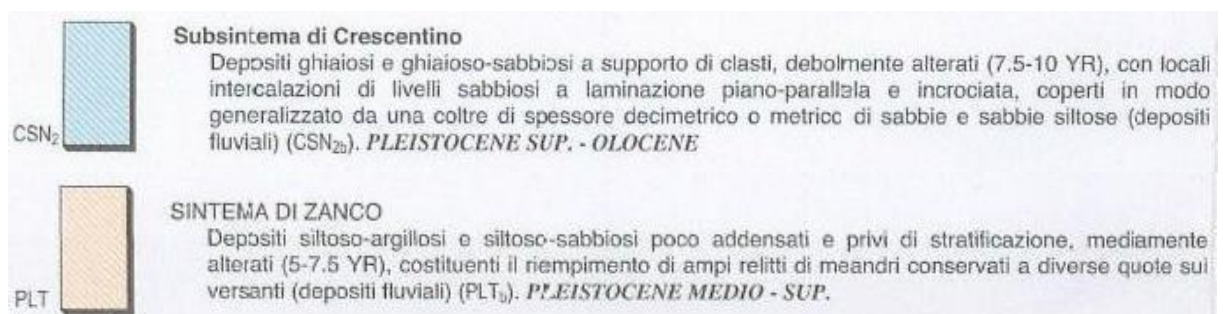 Subsintema di Crescentino
Depositi ghiaiosi e ghiaioso-sabbiosi a supporto di clasti, debolmente alterati (7.5-10 YR), con locali
intercalazioni di livelli sabbiosi a laminazione piano-parallela e incrociata, coperti in modo
generalizzato da una coltre di spessore decimetrico o metrico di sabbie e sabbie siltose (depositi
fluviali) (CSN2b). PLEISTOCENE SUP. - OLOCENE
CSN2
SINTEMA DI ZANCO
Depositi siltoso-argillosi e siltoso-sabbiosi poco addensati e privi di stratificazione, mediamente
alterati (5-7.5 YR), costituenti il riempimento di ampi relitti di meandri conservati a diverse quote sui
versanti (depositi fluviali) (PLTb). PLEISTOCENE MEDIO - SUP.
PLT